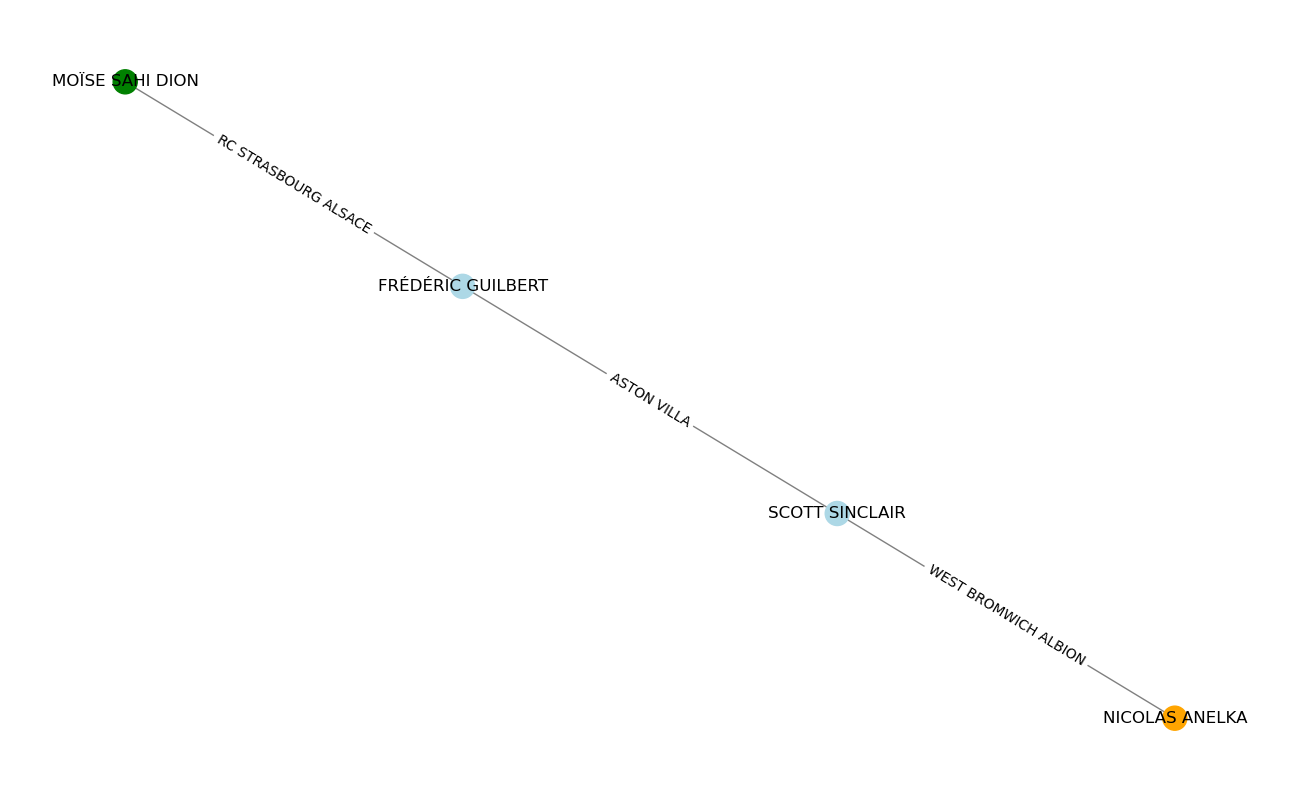 MOÏSE SAHI DION
RC STRASBOURG ALSACE
FRÉDÉRIC GUILBERT
ASTON VILLA
SCOTT SINCLAIR
WEST BROMWICH ALBION
NICOLAS ANELKA